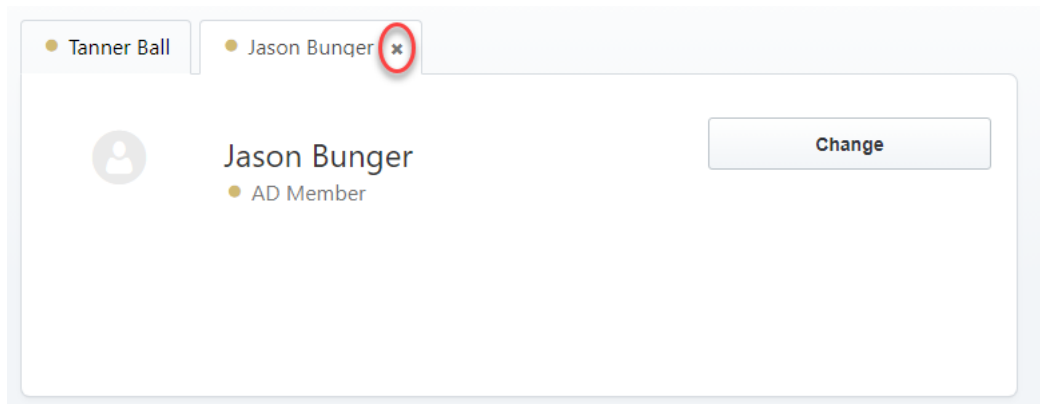 Tanner Ball
Jason Bunger ×
Jason Bunger
Change
AD Member